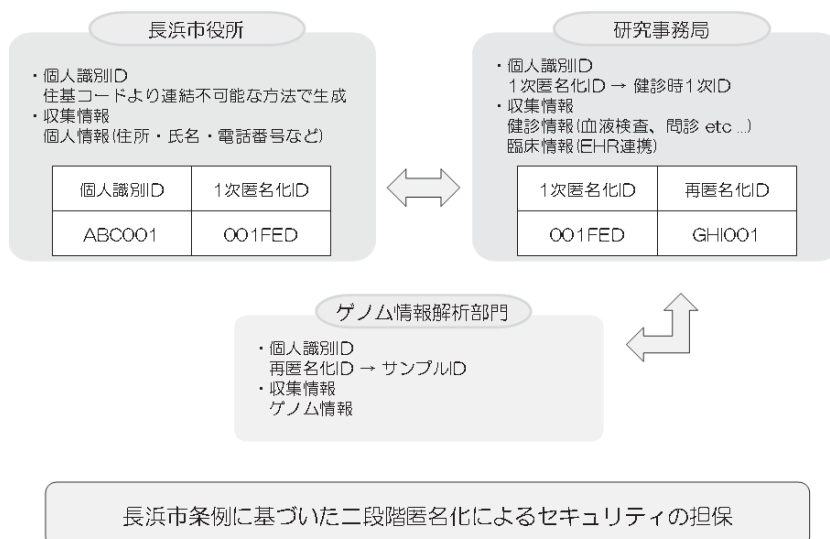 長浜市役所
・個人識別ID
住基コードより連結不可能な方法で生成
・収集情報
個人情報(住所・氏名・電話番号など)
個人識別ID 1次匿名化ID
ABC001 001FED
研究事務局
・個人識別ID
1次匿名化ID → 健診時1次ID
・収集情報
健診情報(血液検査、問診 etc ...)
臨床情報(EHR連携)
1次匿名化ID 再匿名化ID
001FED GHI001
ゲノム情報解析部門
・個人識別ID
再匿名化ID → サンプルID
・収集情報
ゲノム情報
長浜市条例に基づいた二段階匿名化によるセキュリティの担保